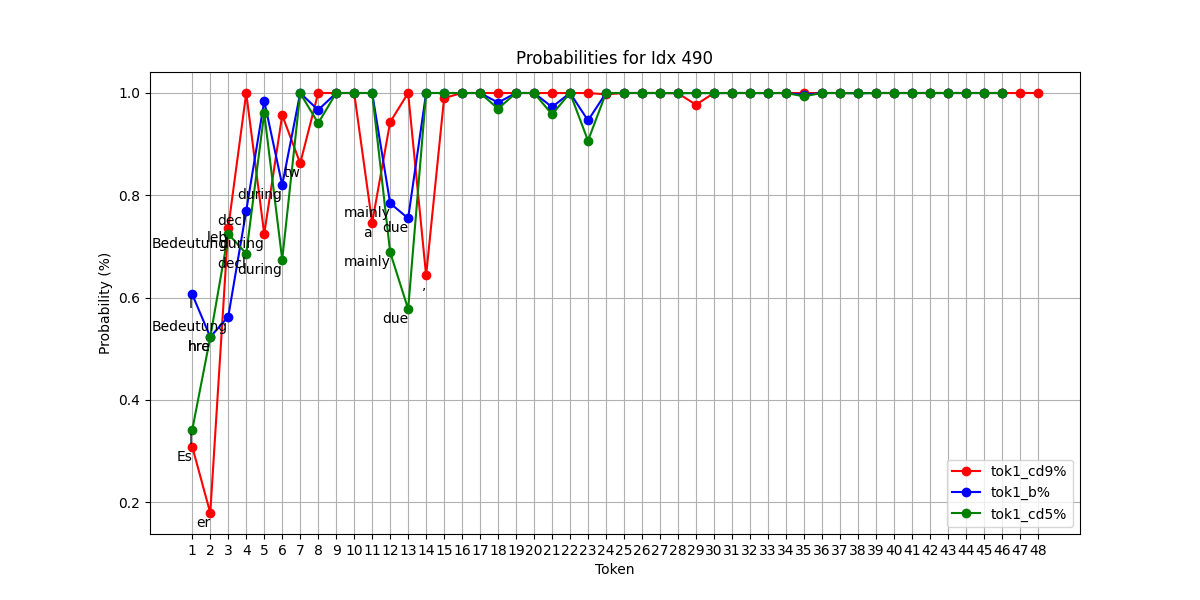 Probabilities for Idx 490
Probability (%)
1.0
0.8
0.6
0.4
0.2
tw
during
decl
leb
Bedeutung
during
decl
during
mainly
due
a
mainly
,
due
I
Bedeutung
hre
Es
er
tok1_cd9%
tok1_b%
tok1_cd5%
1 2 3 4 5 6 7 8 9 10 11 12 13 14 15 16 17 18 19 20 21 22 23 24 25 26 27 28 29 30 31 32 33 34 35 36 37 38 39 40 41 42 43 44 45 46 47 48
Token